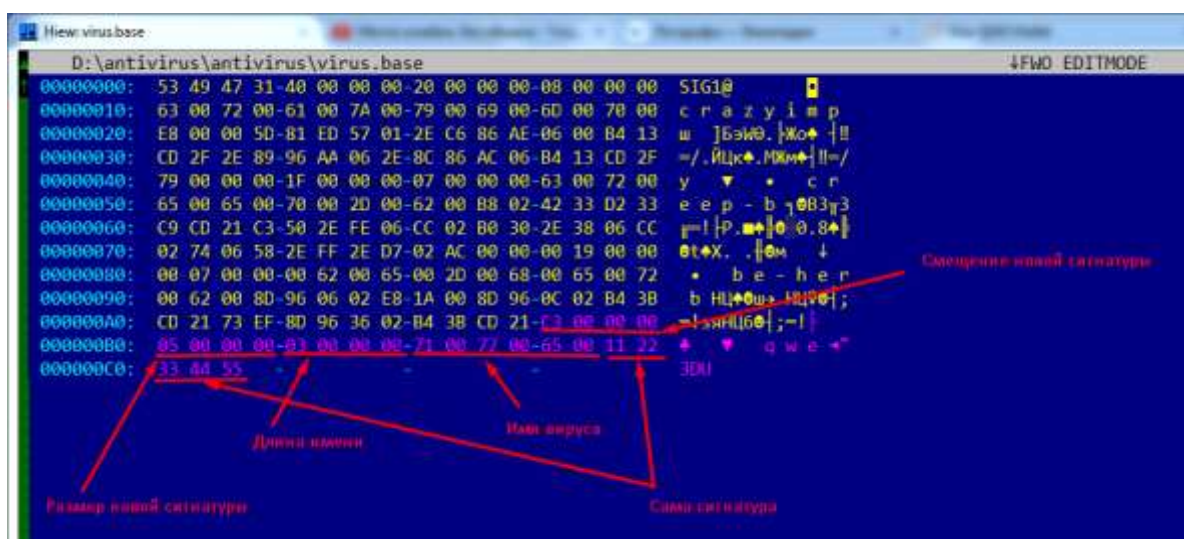 Hiew: virus.base
D:\antivirus\antivirus\virus.base ↓FWO EDITMODE
00000000: 53 49 47 31-40 00 00 00-20 00 00 00-08 00 00 00 SIG1@
00000010: 63 00 72 00-61 00 7A 00-79 00 69 00-6D 00 70 00 c r a z y i m p
00000020: E8 00 00 5D-81 ED 57 01-2E C6 86 AE-06 00 B4 13
00000030: CD 2F 2E 89-96 AA 06 2E-8C 86 AC 06-B4 13 CD 2F
00000040: 79 00 00 00-1F 00 00 00-07 00 00 00-63 00 72 00 y ▼ • c r
00000050: 65 00 65 00-70 00 2D 00-62 00 B8 02-42 33 D2 33 e e p - b ╕☻B3╥3
00000060: C9 CD 21 C3-50 2E FE 06-CC 02 B0 30-2E 38 06 CC
00000070: 02 74 06 58-2E FF 2E D7-02 AC 00 00-00 19 00 00
00000080: 00 07 00 00-00 62 00 65-00 2D 00 68-00 65 00 72 • b e - h e r
00000090: 00 62 00 8D-96 06 02 E8-1A 00 8D 96-0C 02 B4 3B
000000A0: CD 21 73 EF-8D 96 36 02-B4 3B CD 21-C3 00 00 00
000000B0: 05 00 00 00-03 00 00 00-71 00 77 00-65 00 11 22 ♣ ♥ q w e ◄"
000000C0: 33 44 55 - - - 3DU
Смещение новой сигнатуры
Имя вируса
Длина имени
Размер новой сигнатуры
Сама сигнатура